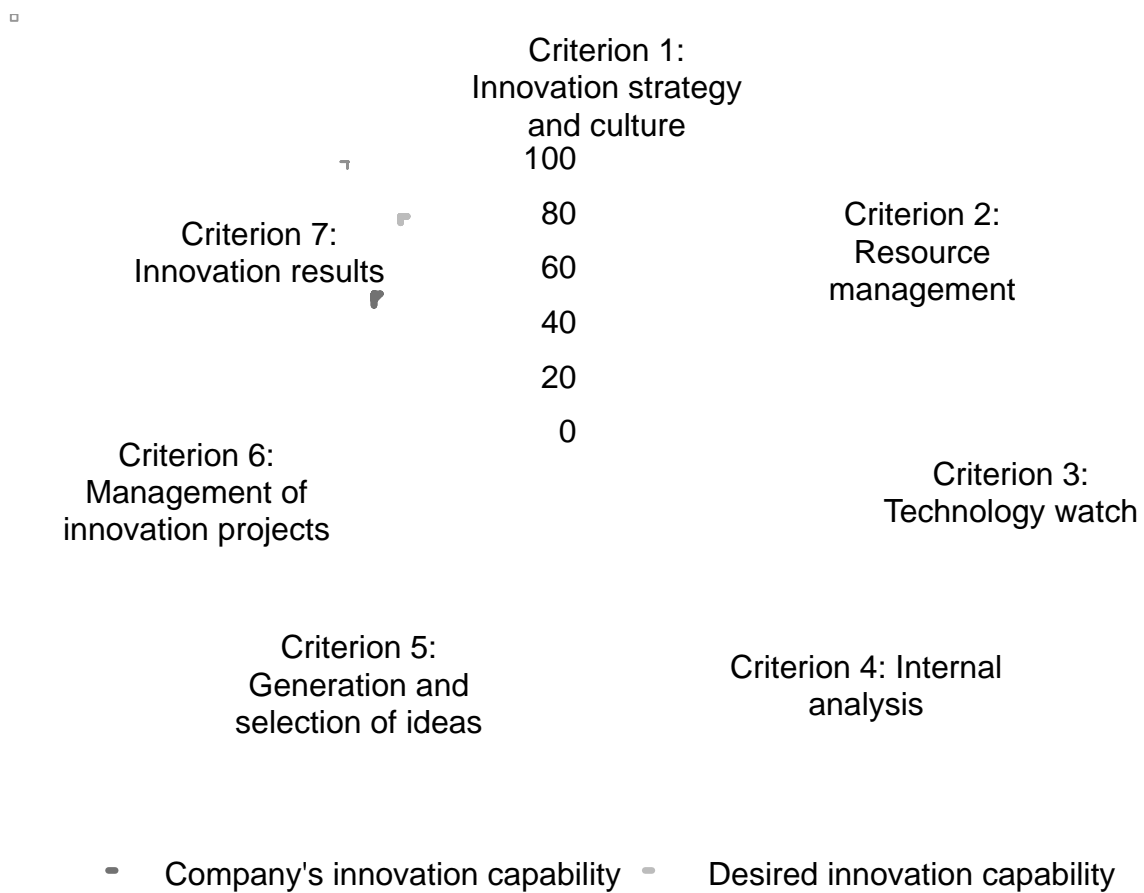 Criterion 1:
Innovation strategy
and culture
100
80
60
40
20
0
Criterion 2:
Resource
management
Criterion 3:
Technology watch
Criterion 4: Internal
analysis
Criterion 5:
Generation and
selection of ideas
Criterion 6:
Management of
innovation projects
Criterion 7:
Innovation results
Company's innovation capability
Desired innovation capability